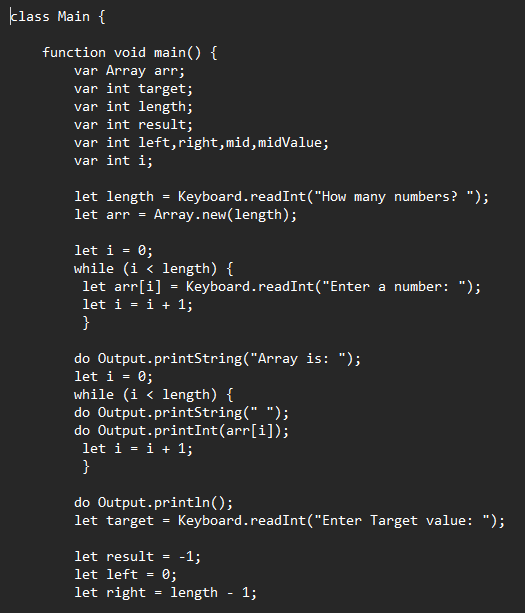 class Main {
function void main() {
var Array arr;
var int target;
var int length;
var int result;
var int left,right,mid,midValue;
var int i;
let length = Keyboard.readInt("How many numbers? ");
let arr = Array.new(length);
let i = 0;
while (i < length) {
let arr[i] = Keyboard.readInt("Enter a number: ");
let i = i + 1;
}
do Output.printString("Array is: ");
let i = 0;
while (i < length) {
do Output.printString(" ");
do Output.printInt(arr[i]);
let i = i + 1;
}
do Output.println();
let target = Keyboard.readInt("Enter Target value: ");
let result = -1;
let left = 0;
let right = length - 1;